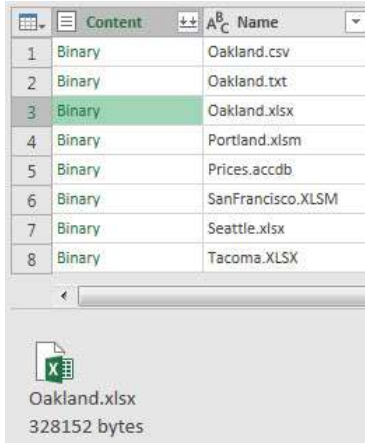 Content ABC Name
1 Binary Oakland.csv
2 Binary Oakland.txt
3 Binary Oakland.xlsx
4 Binary Portland.xlsm
5 Binary Prices.accdb
6 Binary SanFrancisco.XLSM
7 Binary Seattle.xlsx
8 Binary Tacoma.XLSX
X
Oakland.xlsx
328152 bytes